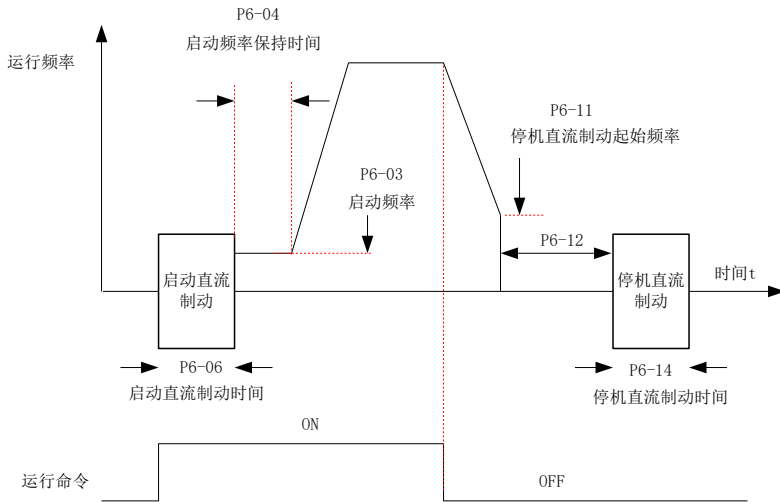 P6-04
启动频率保持时间
运行频率
P6-11
停机直流制动起始频率
P6-03
启动频率
P6-12
启动直流
制动
停机直流
制动
时间t
P6-06
启动直流制动时间
P6-14
停机直流制动时间
ON
运行命令
OFF